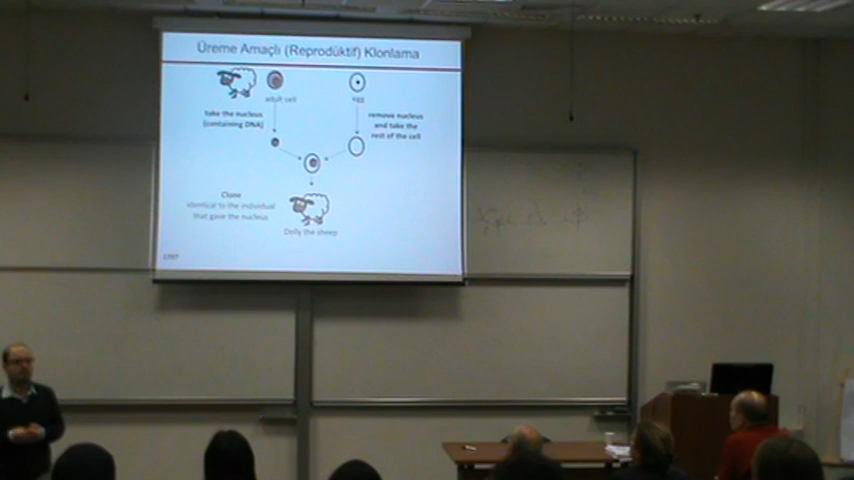 Üreme Amaçlı (Reprodüktif) Klonlama
adult cell
egg
take the nucleus
(containing DNA)
remove nucleus
and take the
rest of the cell
Clone
identical to the individual
that gave the nucleus
Dolly the sheep
1997